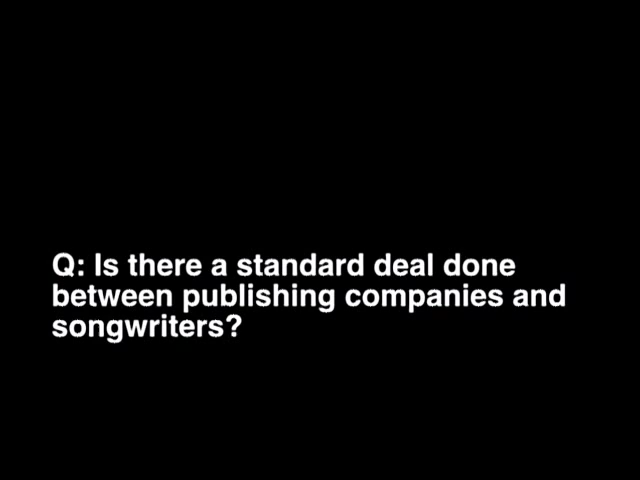 Q: Is there a standard deal done
between publishing companies and
songwriters?